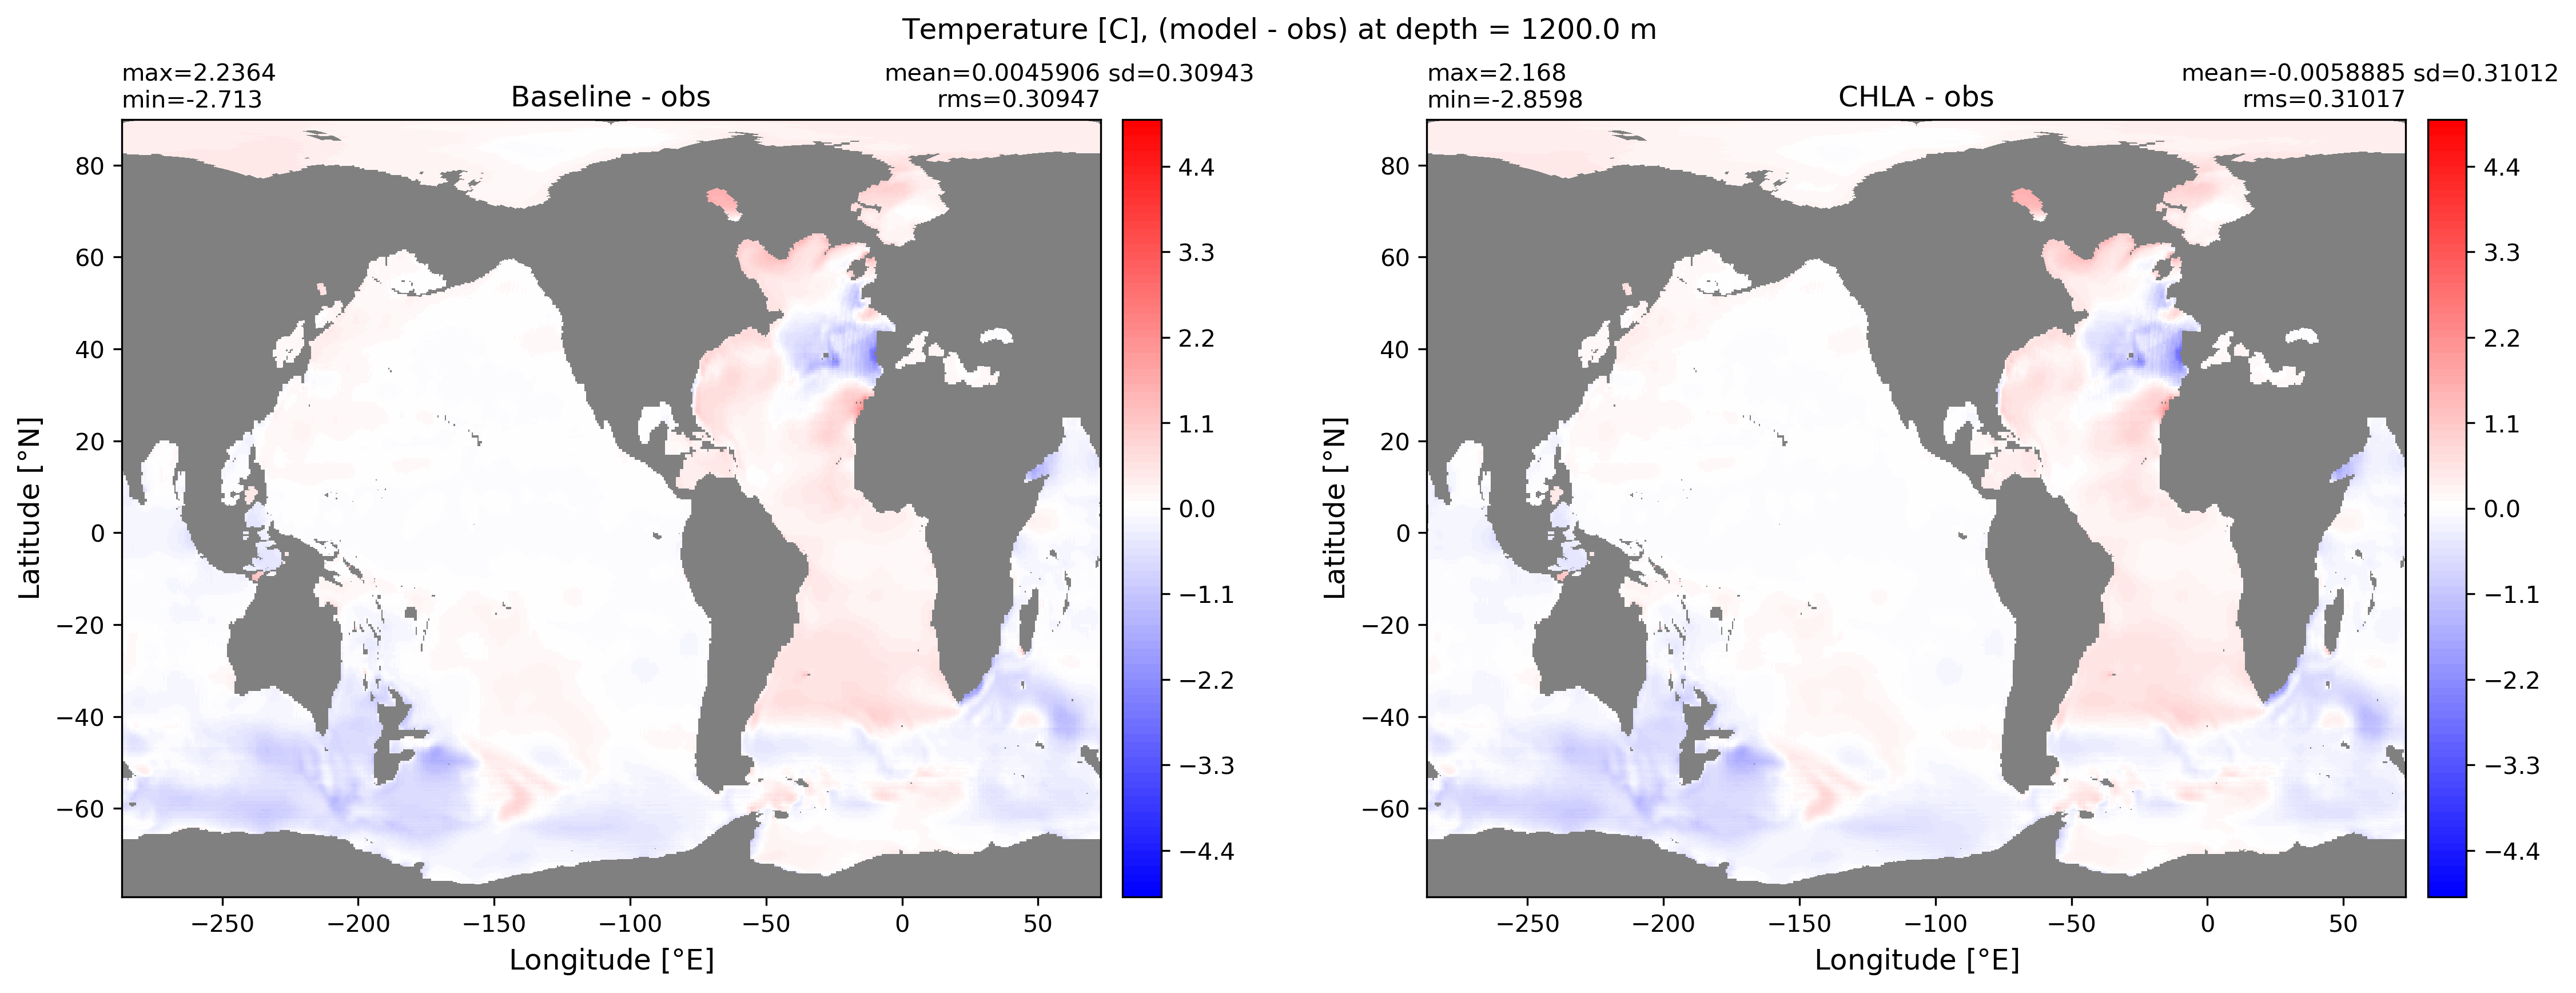 Temperature [C], (model - obs) at depth = 1200.0 m
max=2.2364
min=-2.713
Baseline - obs
mean=0.0045906 sd=0.30943
rms=0.30947
80
60
40
20
0
−20
−40
−60
Latitude [°N]
−250 −200 −150 −100 −50 0 50
Longitude [°E]
4.4
3.3
2.2
1.1
0.0
−1.1
−2.2
−3.3
−4.4
max=2.168
min=-2.8598
CHLA - obs
mean=-0.0058885 sd=0.31012
rms=0.31017
80
60
40
20
0
−20
−40
−60
Latitude [°N]
−250 −200 −150 −100 −50 0 50
Longitude [°E]
4.4
3.3
2.2
1.1
0.0
−1.1
−2.2
−3.3
−4.4